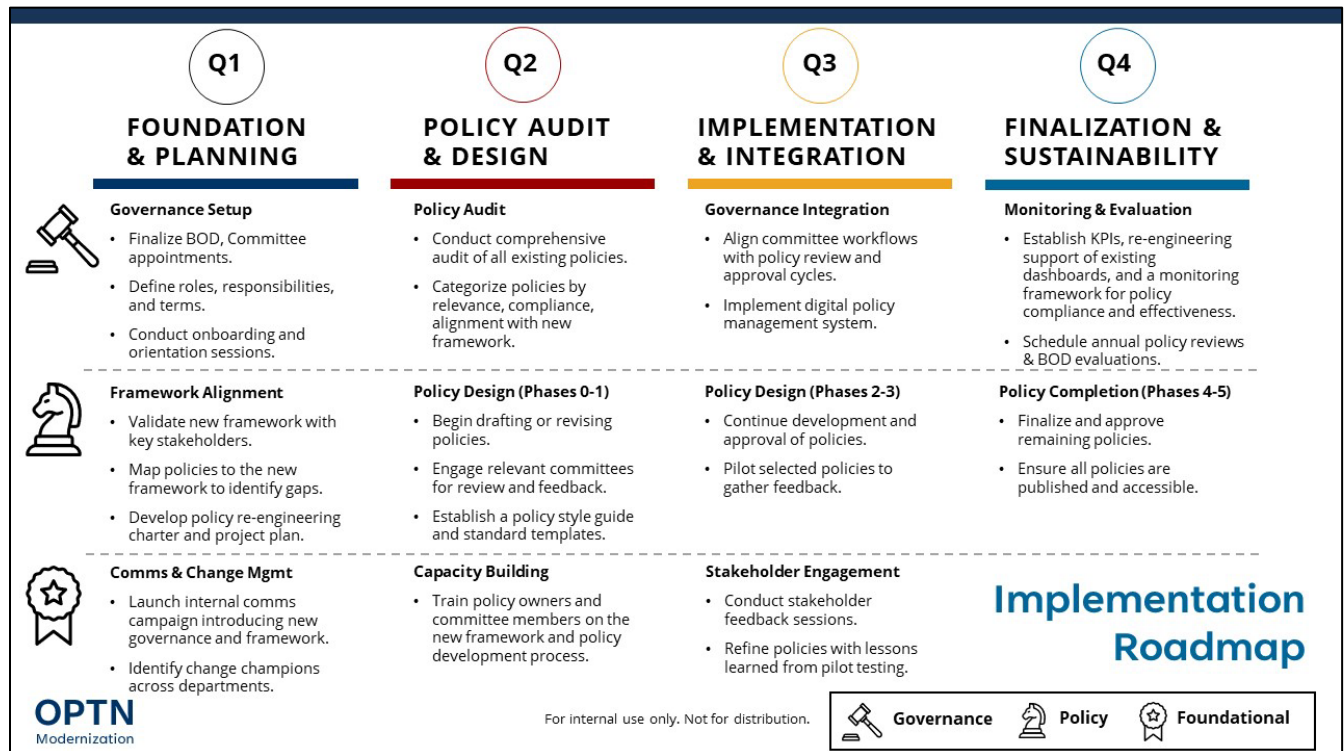 Q1
FOUNDATION
& PLANNING
Q2
POLICY AUDIT
& DESIGN
Q3
IMPLEMENTATION
& INTEGRATION
Q4
FINALIZATION &
SUSTAINABILITY
Governance Setup
• Finalize BOD, Committee
appointments.
• Define roles, responsibilities,
and terms.
• Conduct onboarding and
orientation sessions.
Policy Audit
• Conduct comprehensive
audit of all existing policies.
• Categorize policies by
relevance, compliance,
alignment with new
framework.
Governance Integration
• Align committee workflows
with policy review and
approval cycles.
• Implement digital policy
management system.
Monitoring & Evaluation
• Establish KPIs, re-engineering
support of existing
dashboards, and a monitoring
framework for policy
compliance and effectiveness.
• Schedule annual policy reviews
& BOD evaluations.
Framework Alignment
• Validate new framework with
key stakeholders.
• Map policies to the new
framework to identify gaps.
• Develop policy re-engineering
charter and project plan.
Policy Design (Phases 0-1)
• Begin drafting or revising
policies.
• Engage relevant committees
for review and feedback.
• Establish a policy style guide
and standard templates.
Policy Design (Phases 2-3)
• Continue development and
approval of policies.
• Pilot selected policies to
gather feedback.
Policy Completion (Phases 4-5)
• Finalize and approve
remaining policies.
• Ensure all policies are
published and accessible.
Comms & Change Mgmt
• Launch internal comms
campaign introducing new
governance and framework.
• Identify change champions
across departments.
Capacity Building
• Train policy owners and
committee members on the
new framework and policy
development process.
Stakeholder Engagement
• Conduct stakeholder
feedback sessions.
• Refine policies with lessons
learned from pilot testing.
Implementation
Roadmap
OPTN
Modernization
For internal use only. Not for distribution.
Governance
Policy
Foundational